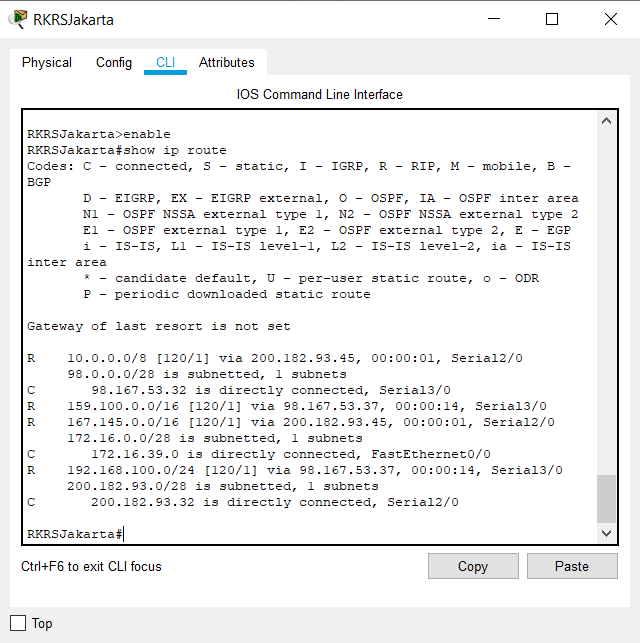 RKRSJakarta
Physical Config CLI Attributes
IOS Command Line Interface
RKRSJakarta>enable
RKRSJakarta#show ip route
Codes: C - connected, S - static, I - IGRP, R - RIP, M - mobile, B -
BGP
D - EIGRP, EX - EIGRP external, O - OSPF, IA - OSPF inter area
N1 - OSPF NSSA external type 1, N2 - OSPF NSSA external type 2
E1 - OSPF external type 1, E2 - OSPF external type 2, E - EGP
i - IS-IS, L1 - IS-IS level-1, L2 - IS-IS level-2, ia - IS-IS
inter area
* - candidate default, U - per-user static route, o - ODR
P - periodic downloaded static route
Gateway of last resort is not set
R 10.0.0.0/8 [120/1] via 200.182.93.45, 00:00:01, Serial2/0
98.0.0.0/28 is subnetted, 1 subnets
C 98.167.53.32 is directly connected, Serial3/0
R 159.100.0.0/16 [120/1] via 98.167.53.37, 00:00:14, Serial3/0
R 167.145.0.0/16 [120/1] via 200.182.93.45, 00:00:01, Serial2/0
172.16.0.0/28 is subnetted, 1 subnets
C 172.16.39.0 is directly connected, FastEthernet0/0
R 192.168.100.0/24 [120/1] via 98.167.53.37, 00:00:14, Serial3/0
200.182.93.0/28 is subnetted, 1 subnets
C 200.182.93.32 is directly connected, Serial2/0
RKRSJakarta#
Ctrl+F6 to exit CLI focus Copy Paste
Top